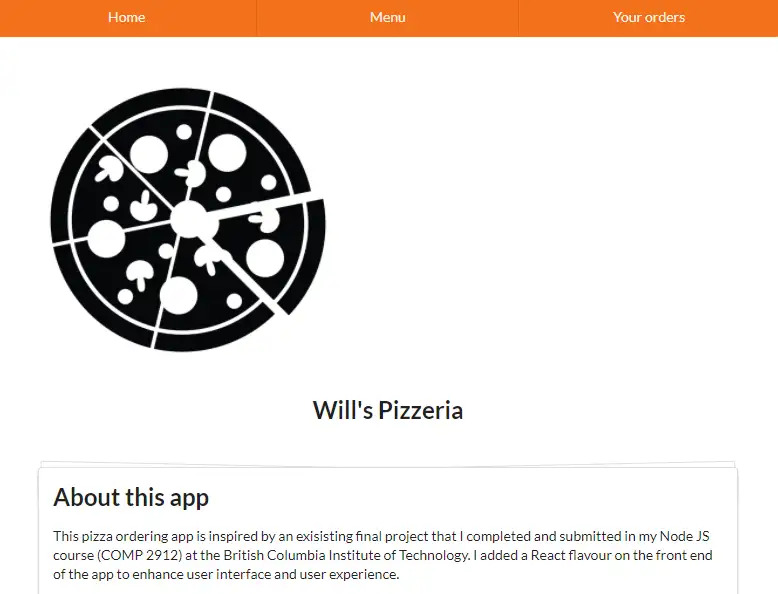 Home
Menu
Your orders
Will's Pizzeria
About this app
This pizza ordering app is inspired by an exisisting final project that I completed and submitted in my Node JS
course (COMP 2912) at the British Columbia Institute of Technology. I added a React flavour on the front end
of the app to enhance user interface and user experience.